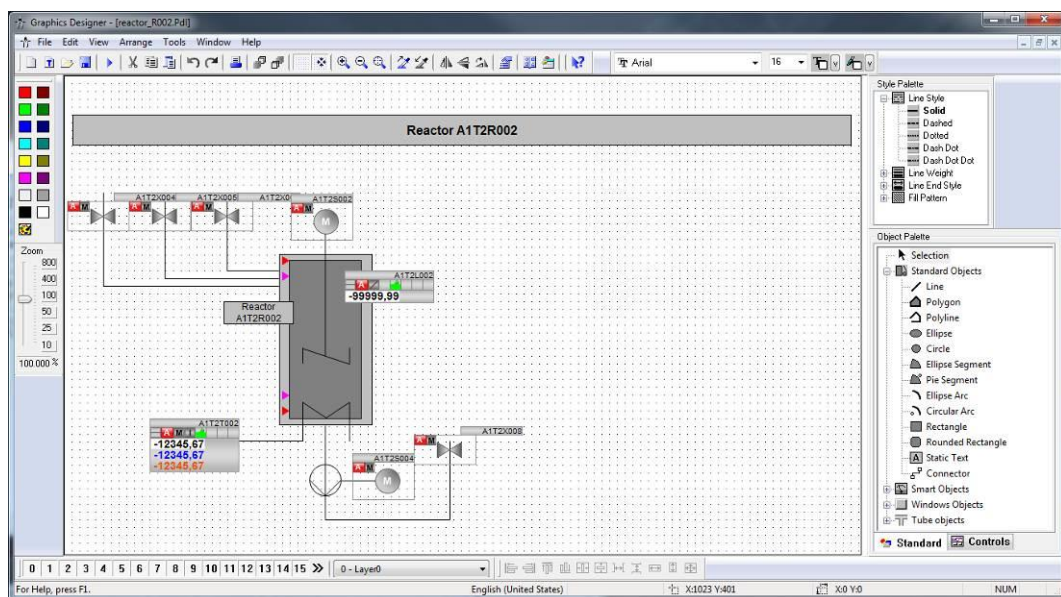 Graphics Designer - [reactor_R002.Pdl]
File Edit View Arrange Tools Window Help
Arial
16
Style Palette
Line Style
Solid
Dashed
Dotted
Dash Dot
Dash Dot Dot
Line Weight
Line End Style
Fill Pattern
Reactor A1T2R002
A1T2X004
A1T2X005
A1T2S002
M
M
M
M
M
Zoom
800
400
100
50
25
10
100.000 %
A1T2L002
-99999,99
Reactor
A1T2R002
A1T2T002
M
-12345,67
-12345,67
-12345,67
A1T2X008
M
A1T2S004
M
M
Object Palette
Selection
Standard Objects
Line
Polygon
Polyline
Ellipse
Circle
Ellipse Segment
Pie Segment
Ellipse Arc
Circular Arc
Rectangle
Rounded Rectangle
Static Text
Connector
Smart Objects
Windows Objects
Tube objects
Standard Controls
0 1 2 3 4 5 6 7 8 9 10 11 12 13 14 15
0 - Layer0
For Help, press F1.
English (United States)
X:1023 Y:401
X:0 Y:0
NUM